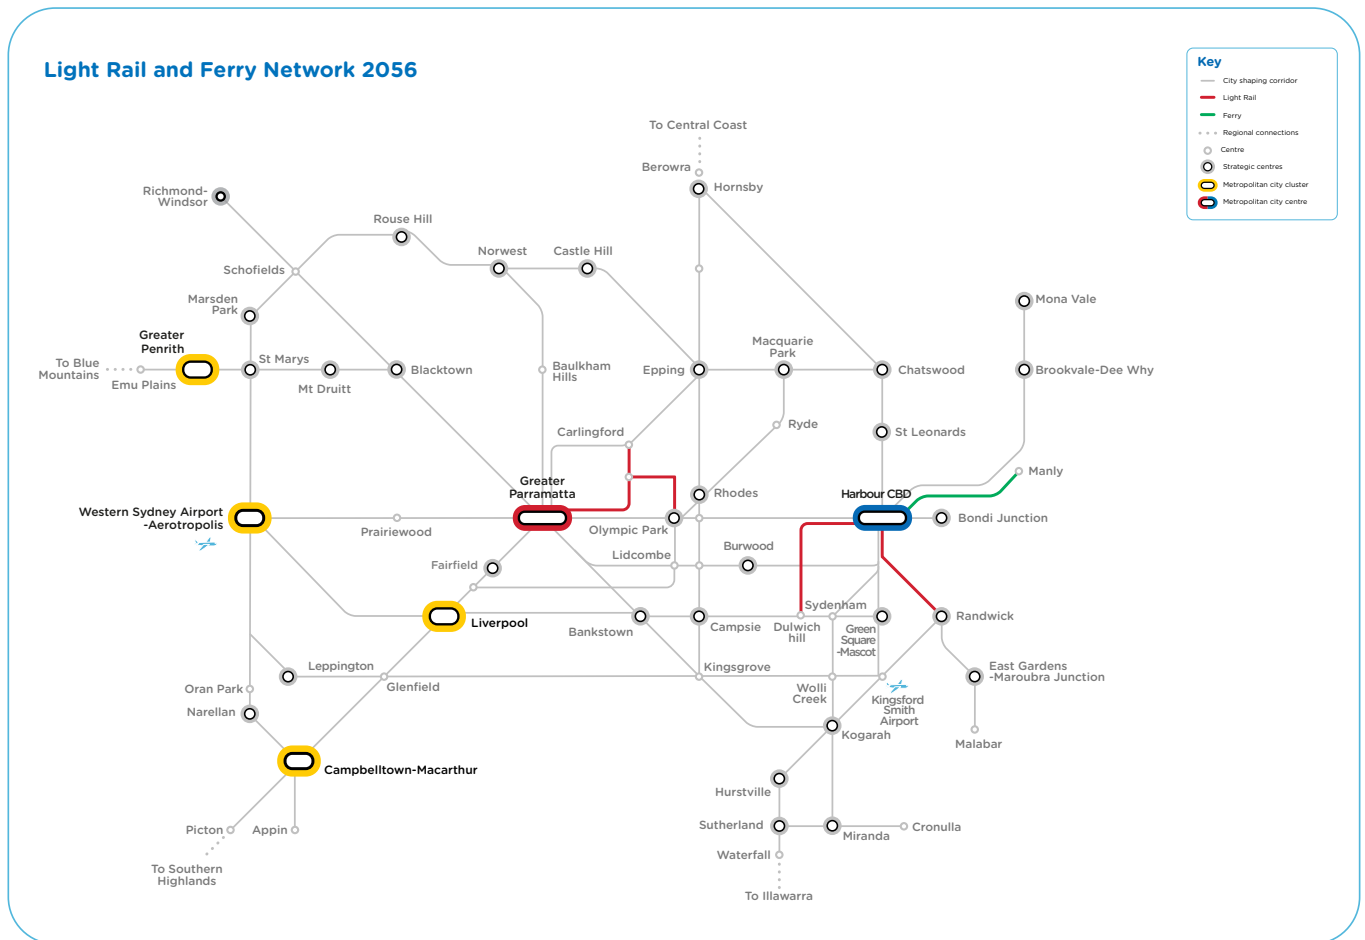 Light Rail and Ferry Network 2056
Key
City shaping corridor
Light Rail
Ferry
Regional connections
Centre
Strategic centres
Metropolitan city cluster
Metropolitan city centre
To Central Coast
Berowra
Hornsby
Richmond-
Windsor
Rouse Hill
Norwest
Castle Hill
Schofields
Marsden
Park
Mona Vale
Greater
Penrith
To Blue
Mountains
Emu Plains
St Marys
Mt Druitt
Blacktown
Baulkham
Hills
Epping
Macquarie
Park
Chatswood
Brookvale-Dee Why
Carlingford
Ryde
St Leonards
Manly
Greater
Parramatta
Rhodes
Harbour CBD
Western Sydney Airport
-Aerotropolis
Prairiewood
Olympic Park
Bondi Junction
Fairfield
Lidcombe
Burwood
Liverpool
Bankstown
Campsie
Dulwich
hill
Sydenham
Green
Square
-Mascot
Randwick
Leppington
Glenfield
Kingsgrove
Wolli
Creek
Kingsford
Smith
Airport
East Gardens
-Maroubra Junction
Oran Park
Narellan
Kogarah
Malabar
Campbelltown-Macarthur
Hurstville
Picton
Appin
Sutherland
Miranda
Cronulla
To Southern
Highlands
Waterfall
To Illawarra